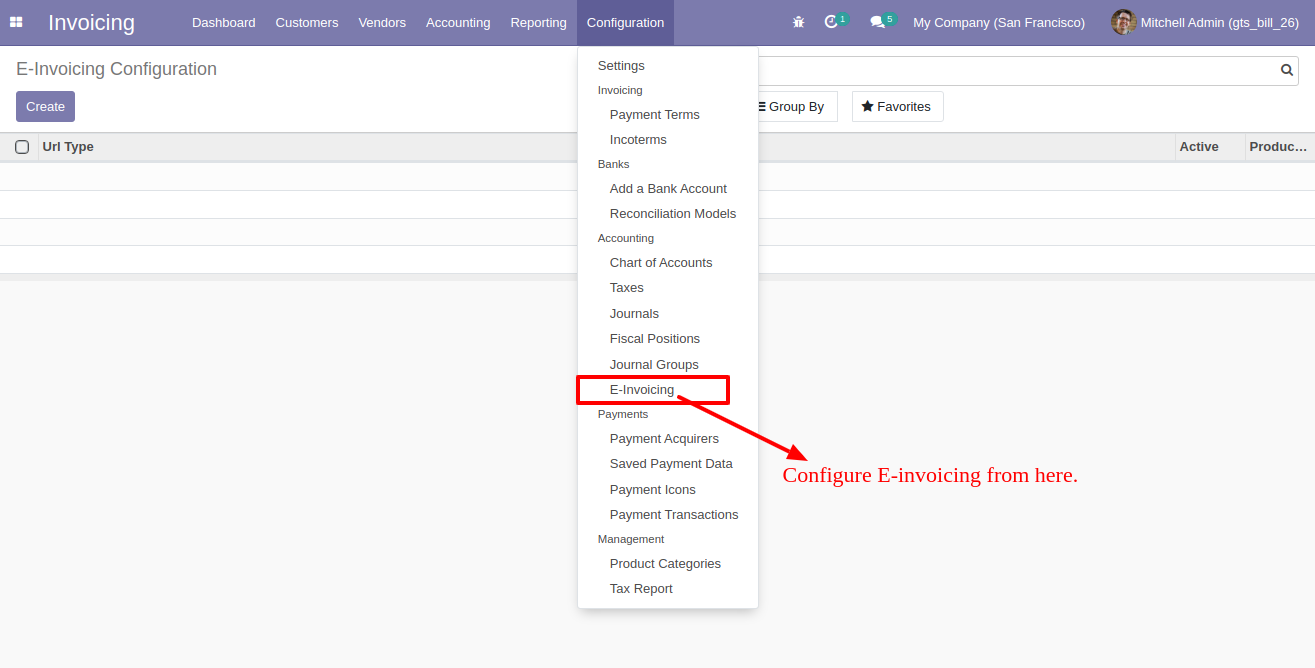 Invoicing Dashboard Customers Vendors Accounting Reporting Configuration 1 5 My Company (San Francisco) Mitchell Admin (gts_bill_26)
E-Invoicing Configuration
Create
Group By Favorites
Url Type Active Produc...
Settings
Invoicing
Payment Terms
Incoterms
Banks
Add a Bank Account
Reconciliation Models
Accounting
Chart of Accounts
Taxes
Journals
Fiscal Positions
Journal Groups
E-Invoicing
Payments
Payment Acquirers
Saved Payment Data
Payment Icons
Payment Transactions
Management
Product Categories
Tax Report
Configure E-invoicing from here.